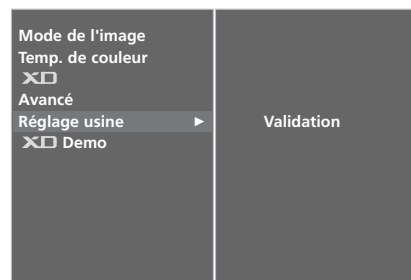 Mode de l'image
Temp. de couleur
XD
Avancé
Réglage usine ►
XD Demo
Validation